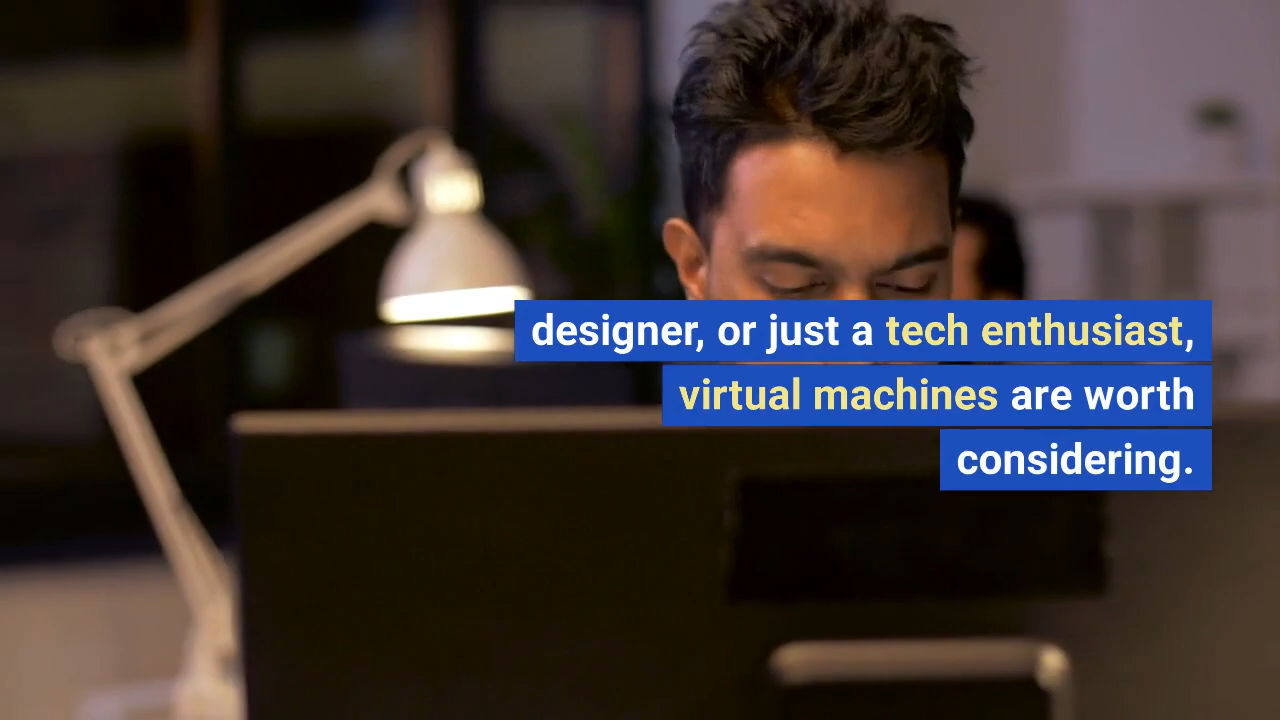 designer, or just a tech enthusiast,
virtual machines are worth
considering.